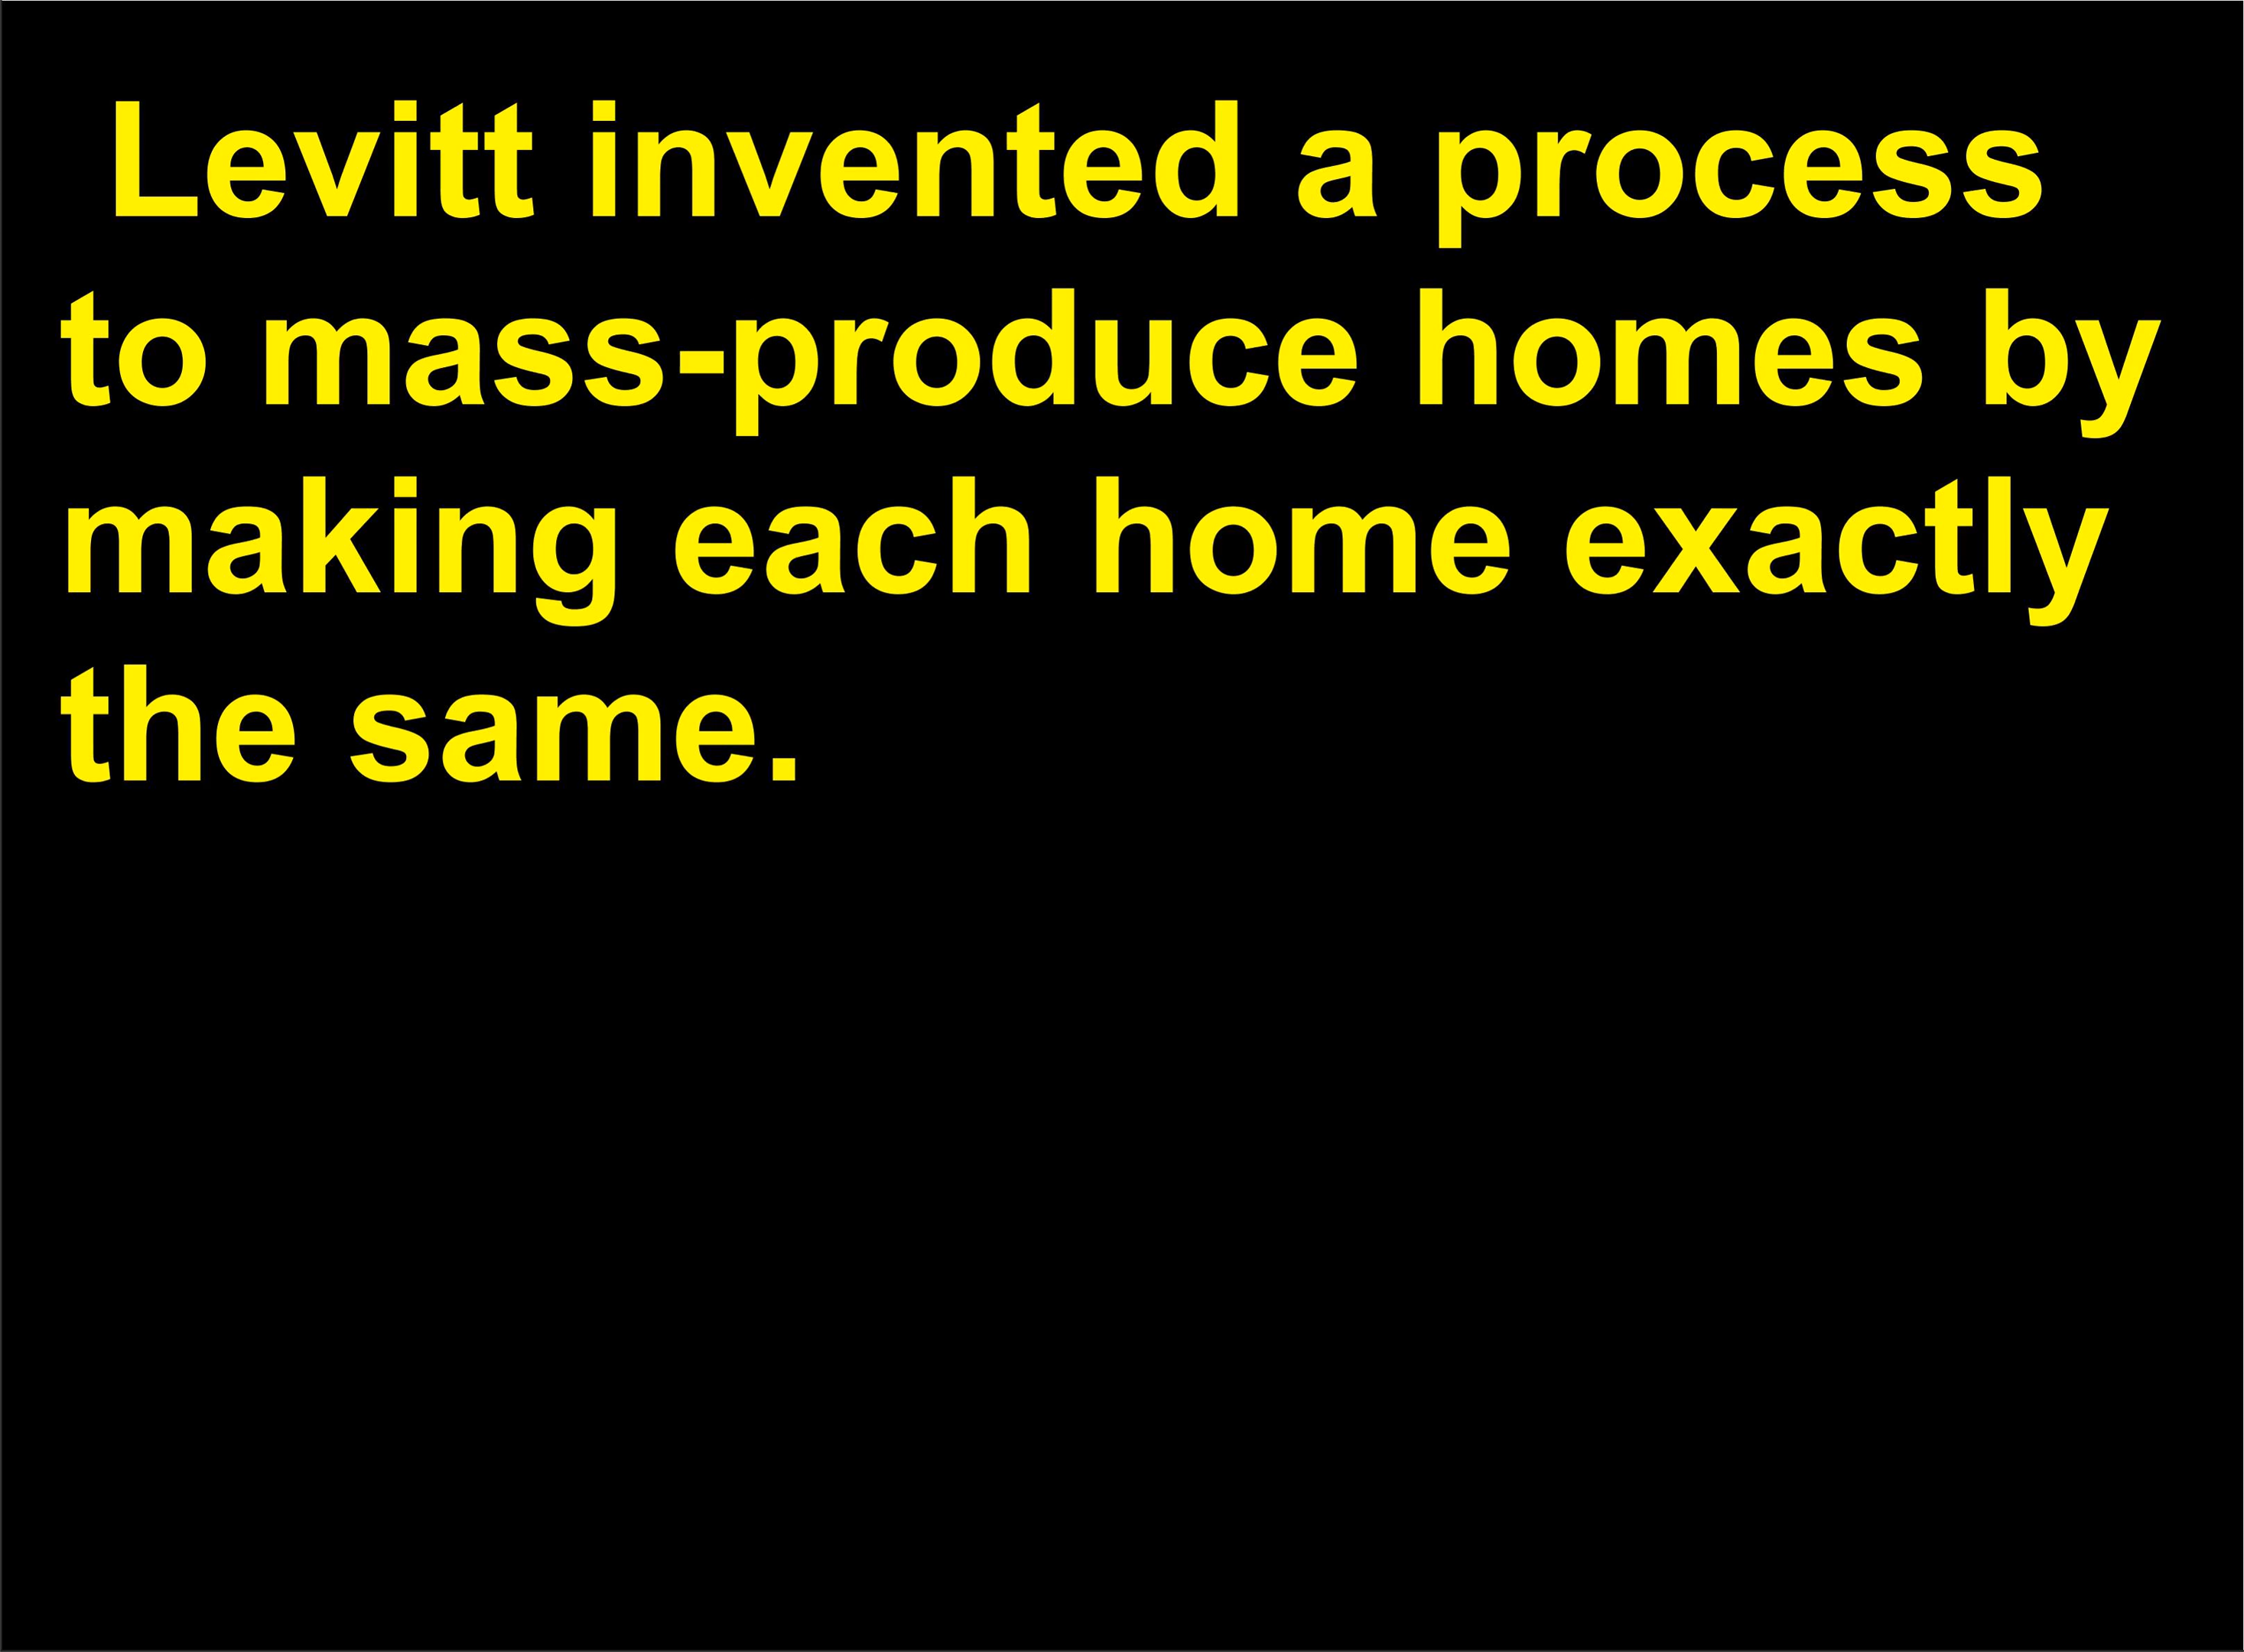 Levitt invented a process
to mass-produce homes by
making each home exactly
the same.